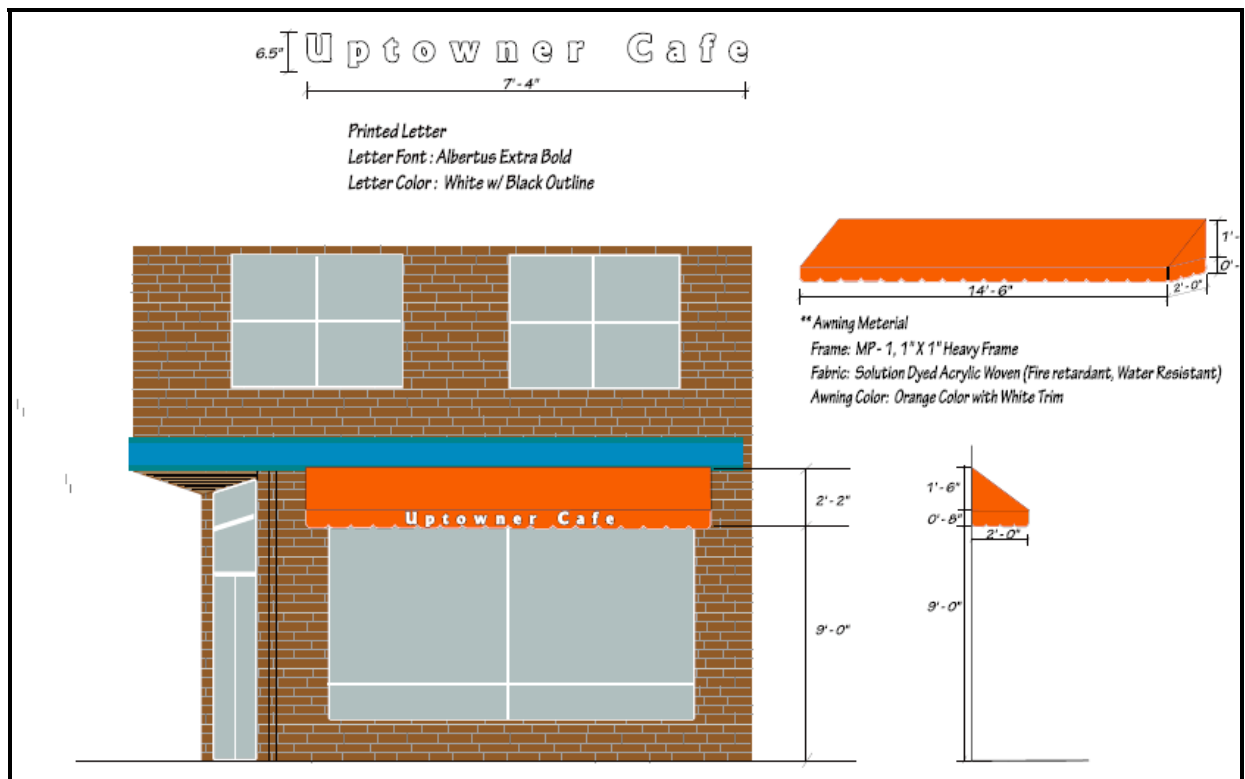 6.5"
Uptowner Cafe
7'-4"
Printed Letter
Letter Font : Albertus Extra Bold
Letter Color : White w/ Black Outline
1'-
0'-
14'-6"
2'-0"
** Awning Meterial
Frame: MP-1, 1" X 1" Heavy Frame
Fabric: Solution Dyed Acrylic Woven (Fire retardant, Water Resistant)
Awning Color: Orange Color with White Trim
Uptowner Cafe
2'-2"
9'-0"
1'-6"
0'-8"
2'-0"
9'-0"